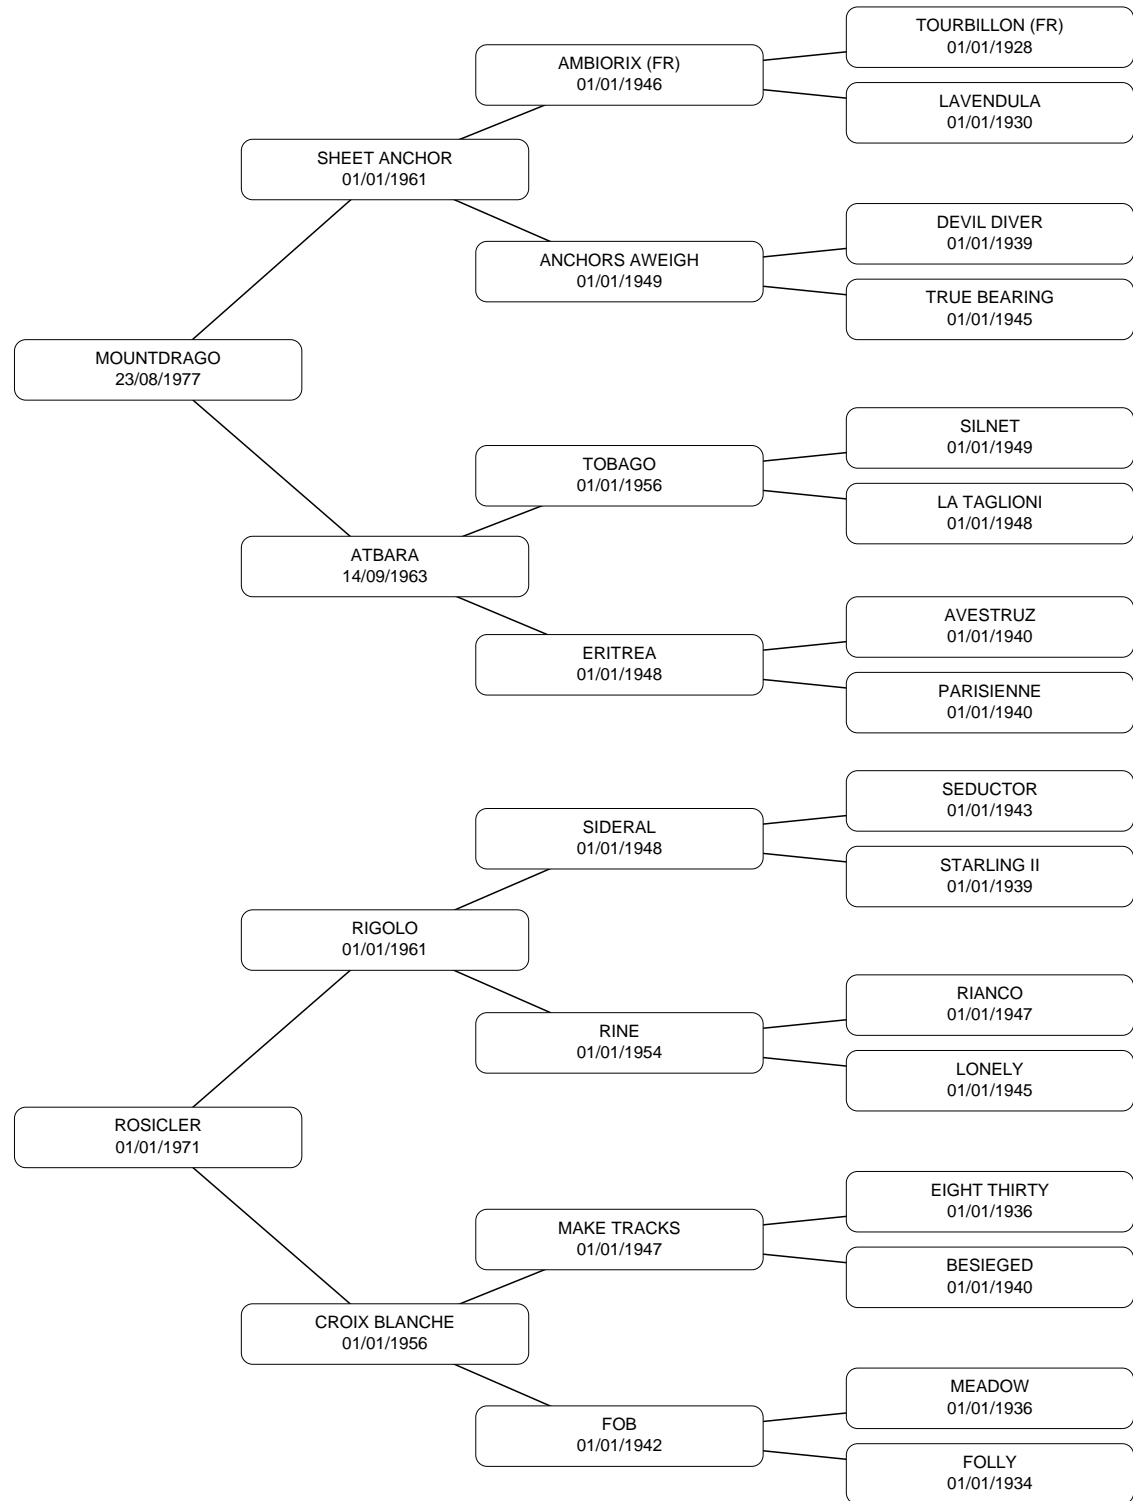 TOURBILLON (FR)
01/01/1928
AMBIORIX (FR)
01/01/1946
LAVENDULA
01/01/1930
SHEET ANCHOR
01/01/1961
DEVIL DIVER
01/01/1939
ANCHORS AWEIGH
01/01/1949
TRUE BEARING
01/01/1945
MOUNTDRAGO
23/08/1977
SILNET
01/01/1949
TOBAGO
01/01/1956
LA TAGLIONI
01/01/1948
ATBARA
14/09/1963
AVESTRUZ
01/01/1940
ERITREA
01/01/1948
PARISIENNE
01/01/1940
SEDUCTOR
01/01/1943
SIDERAL
01/01/1948
STARLING II
01/01/1939
RIGOLO
01/01/1961
RIANCO
01/01/1947
RINE
01/01/1954
LONELY
01/01/1945
ROSICLER
01/01/1971
EIGHT THIRTY
01/01/1936
MAKE TRACKS
01/01/1947
BESIEGED
01/01/1940
CROIX BLANCHE
01/01/1956
MEADOW
01/01/1936
FOB
01/01/1942
FOLLY
01/01/1934